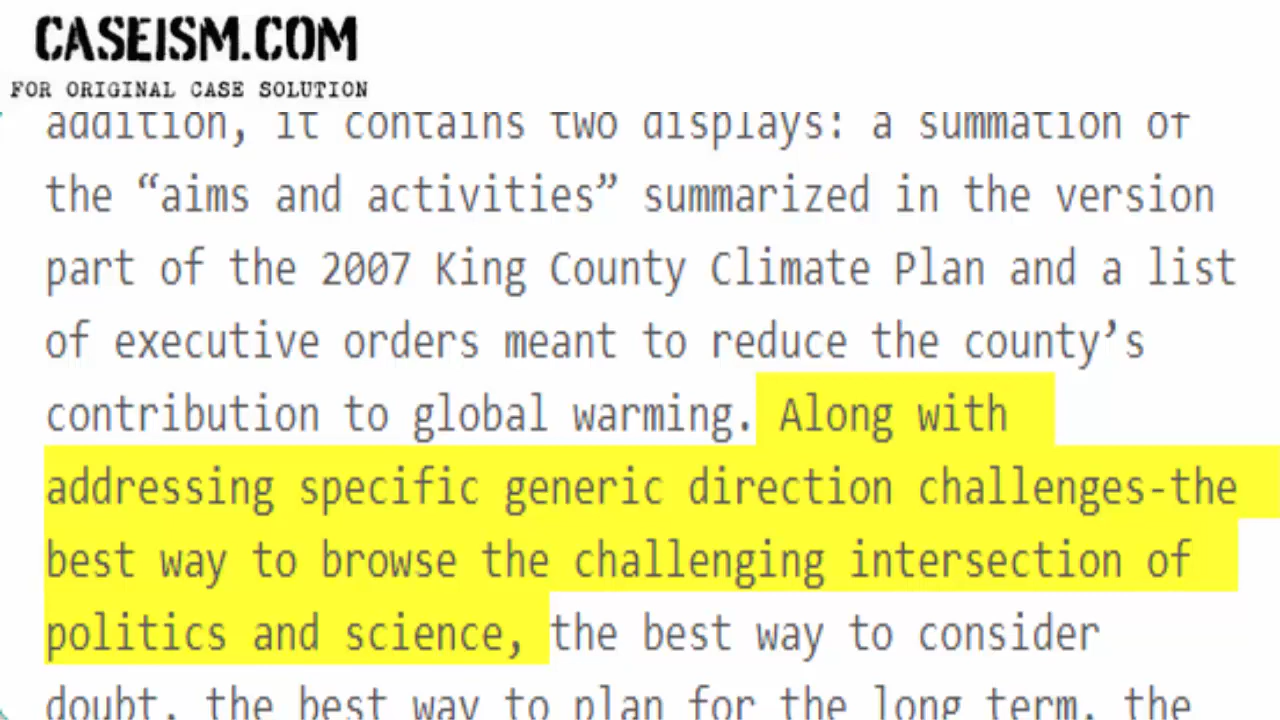 CASEISM.COM
FOR ORIGINAL CASE SOLUTION
addition, it contains two displays: a summation of
the “aims and activities” summarized in the version
part of the 2007 King County Climate Plan and a list
of executive orders meant to reduce the county’s
contribution to global warming. Along with
addressing specific generic direction challenges-the
best way to browse the challenging intersection of
politics and science, the best way to consider
doubt, the best way to plan for the long term, the